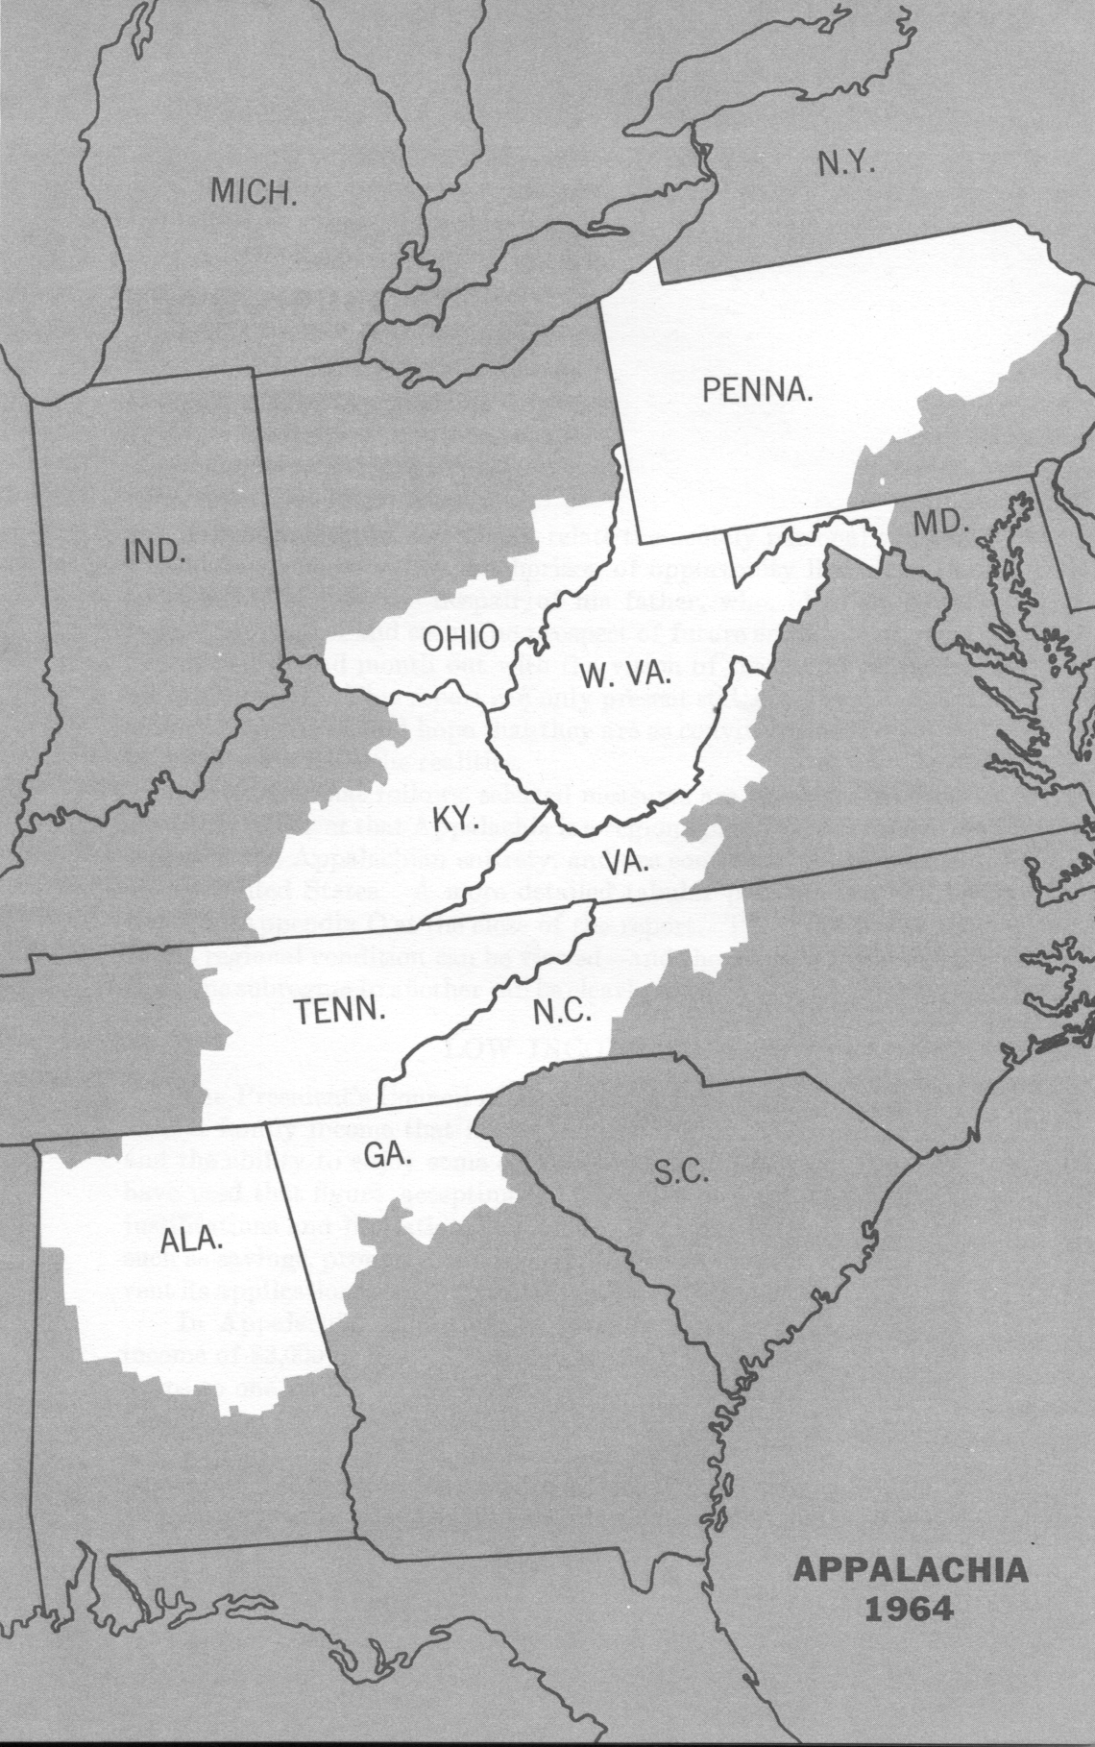 MICH.
N.Y.
PENNA.
IND.
MD.
OHIO
W. VA.
KY.
VA.
TENN.
N.C.
GA.
S.C.
ALA.
APPALACHIA
1964